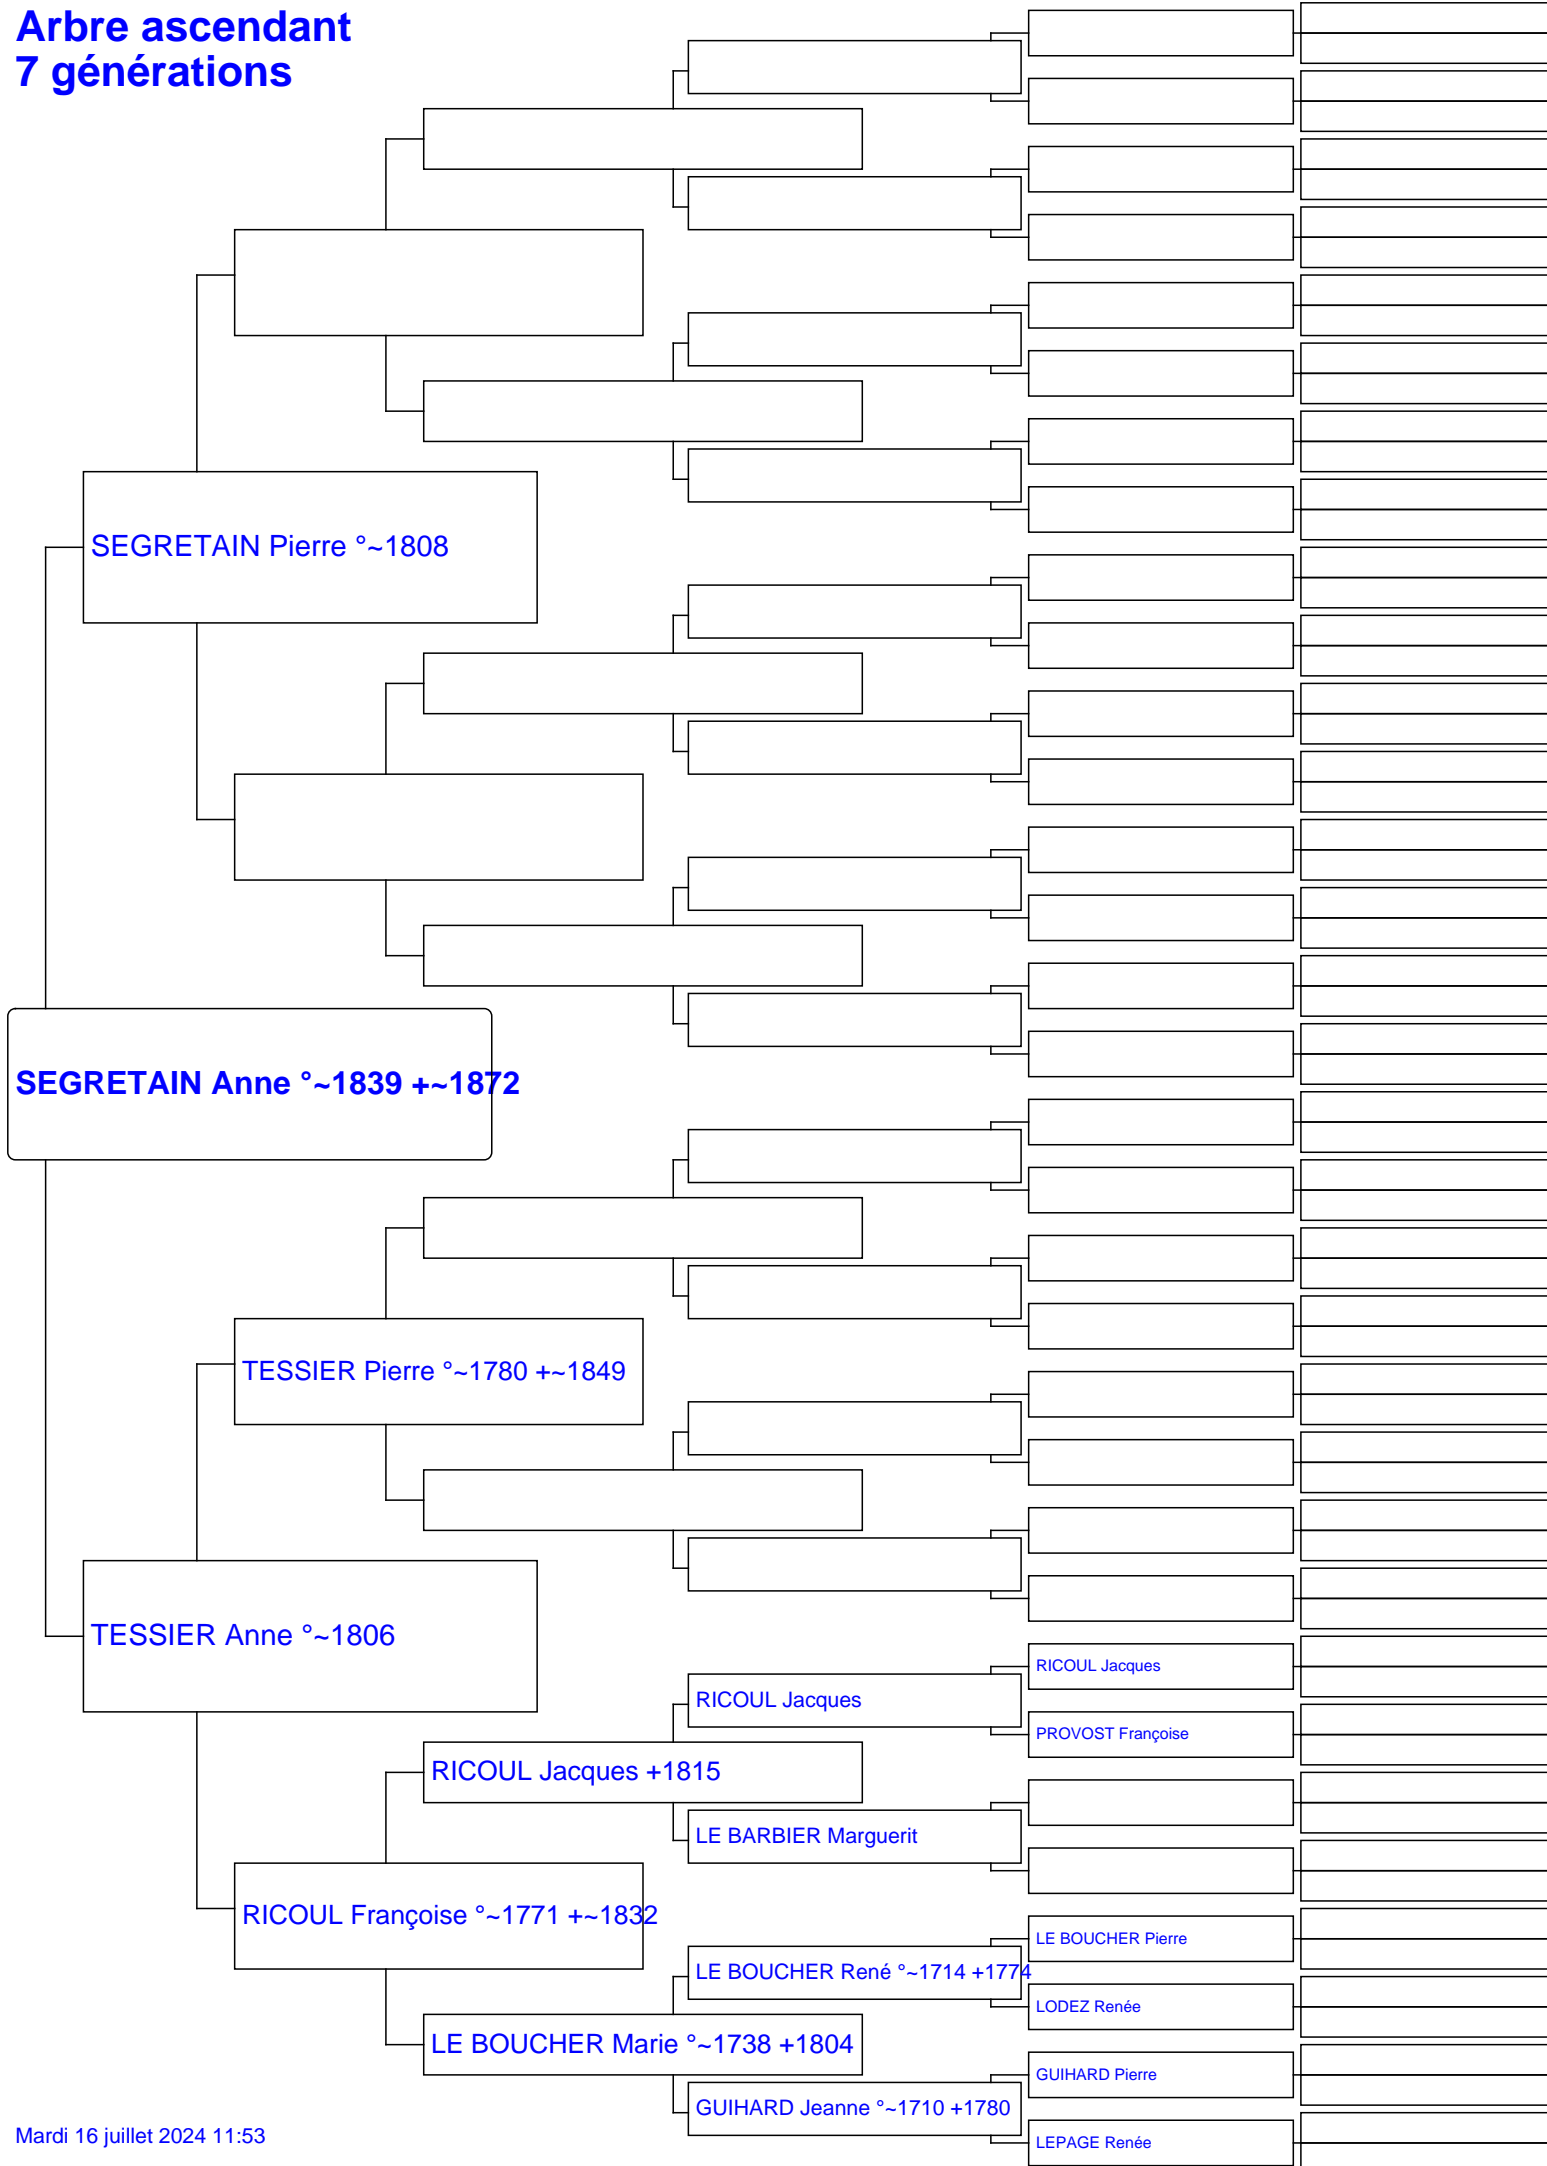 Arbre ascendant
7 générations
SEGRETAIN Pierre °~1808
SEGRETAIN Anne °~1839 +~1872
TESSIER Pierre °~1780 +~1849
TESSIER Anne °~1806
RICOUL Jacques
RICOUL Jacques
PROVOST Françoise
RICOUL Jacques +1815
LE BARBIER Marguerit
RICOUL Françoise °~1771 +~1832
LE BOUCHER Pierre
LE BOUCHER René °~1714 +1774
LODEZ Renée
LE BOUCHER Marie °~1738 +1804
GUIHARD Pierre
GUIHARD Jeanne °~1710 +1780
LEPAGE Renée
Mardi 16 juillet 2024 11:53